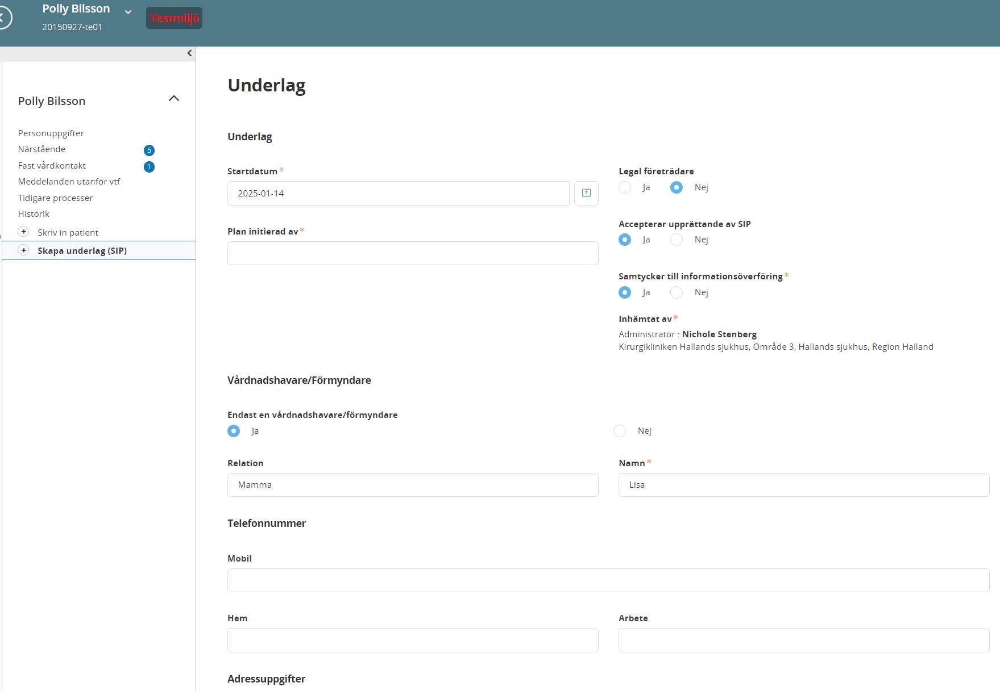 Polly Bilsson
20150927-te01
Testmiljö
Polly Bilsson
Personuppgifter
Närstående 5
Fast vårdkontakt 1
Meddelanden utanför vtf
Tidigare processer
Historik
Skriv in patient
Skapa underlag (SIP)
Underlag
Underlag
Startdatum *
2025-01-14
7
Plan initierad av *
Legal företrädare
Ja Nej
Accepterar upprättande av SIP
Ja Nej
Samtycker till informationsöverföring *
Ja Nej
Inhämtat av *
Administratör : Nichole Stenberg
Kirurgikliniken Hallands sjukhus, Område 3, Hallands sjukhus, Region Halland
Vårdnadshavare/Förmyndare
Endast en vårdnadshavare/förmyndare
Ja Nej
Relation Namn *
Mamma Lisa
Telefonnummer
Mobil
Hem Arbete
Adressuppgifter